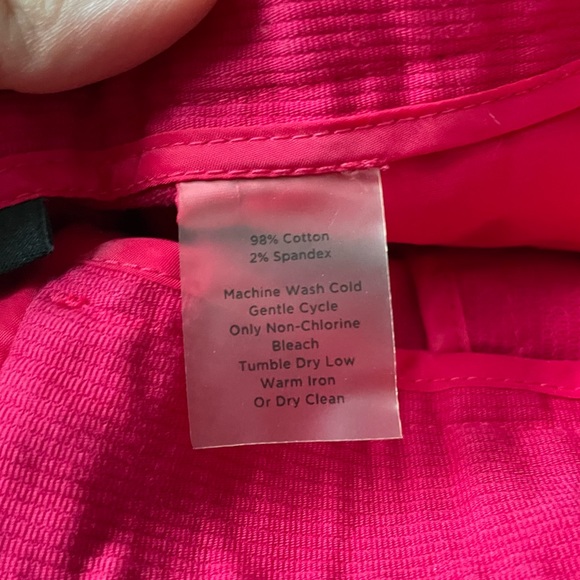 98% Cotton
2% Spandex
Machine Wash Cold
Gentle Cycle
Only Non-Chlorine
Bleach
Tumble Dry Low
Warm Iron
Or Dry Clean